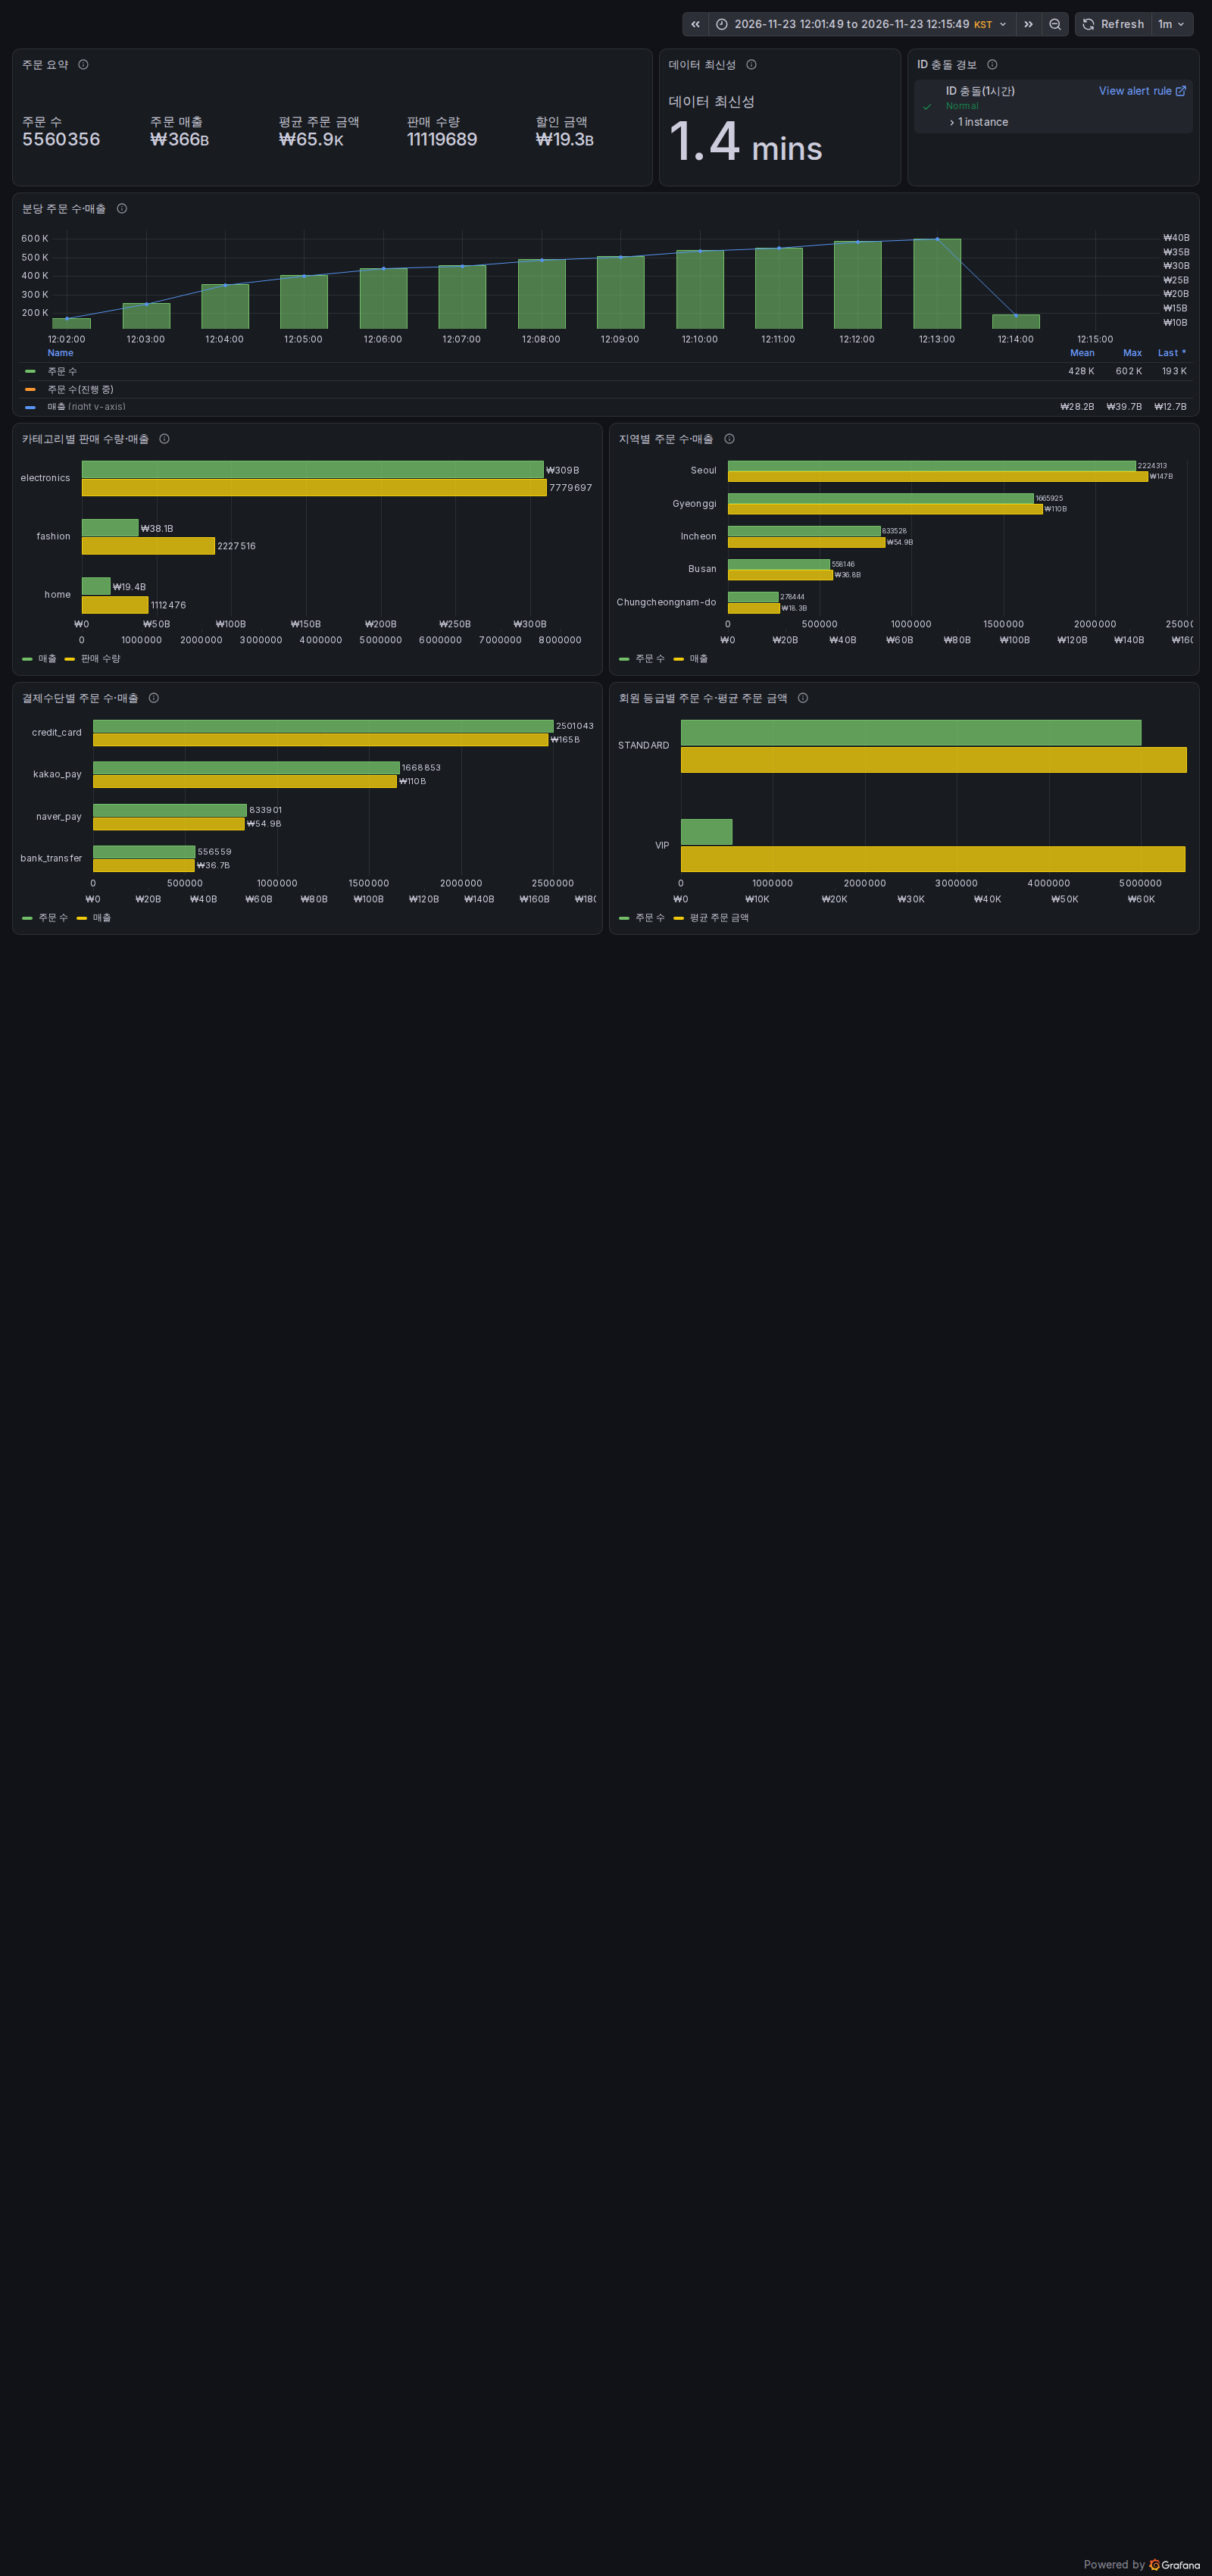 2026-11-23 12:01:49 to 2026-11-23 12:15:49 KST
Refresh
1m
주문 요약
주문 수
5560356
주문 매출
₩366B
평균 주문 금액
₩65.9K
판매 수량
11119689
할인 금액
₩19.3B
데이터 최신성
데이터 최신성
1.4 mins
ID 충돌 경보
ID 충돌(1시간)
View alert rule
Normal
1 instance
분당 주문 수·매출
600 K
500 K
400 K
300 K
200 K
₩40B
₩35B
₩30B
₩25B
₩20B
₩15B
₩10B
12:02:00 12:03:00 12:04:00 12:05:00 12:06:00 12:07:00 12:08:00 12:09:00 12:10:00 12:11:00 12:12:00 12:13:00 12:14:00 12:15:00
Name Mean Max Last *
주문 수 428 K 602 K 193 K
주문 수(진행 중)
매출 (right y-axis) ₩28.2B ₩39.7B ₩12.7B
카테고리별 판매 수량·매출
electronics
₩309B
7779697
fashion
₩38.1B
2227516
home
₩19.4B
1112476
₩0 ₩50B ₩100B ₩150B ₩200B ₩250B ₩300B
0 1000000 2000000 3000000 4000000 5000000 6000000 7000000 8000000
매출 판매 수량
지역별 주문 수·매출
Seoul
2224313
₩147B
Gyeonggi
1665925
₩110B
Incheon
833528
₩54.9B
Busan
558146
₩36.8B
Chungcheongnam-do
278444
₩18.3B
0 500000 1000000 1500000 2000000 25000
₩0 ₩20B ₩40B ₩60B ₩80B ₩100B ₩120B ₩140B ₩160
주문 수 매출
결제수단별 주문 수·매출
credit_card
2501043
₩165B
kakao_pay
1668853
₩110B
naver_pay
833901
₩54.9B
bank_transfer
556559
₩36.7B
0 500000 1000000 1500000 2000000 2500000
₩0 ₩20B ₩40B ₩60B ₩80B ₩100B ₩120B ₩140B ₩160B ₩180
주문 수 매출
회원 등급별 주문 수·평균 주문 금액
STANDARD
VIP
0 1000000 2000000 3000000 4000000 5000000
₩0 ₩10K ₩20K ₩30K ₩40K ₩50K ₩60K
주문 수 평균 주문 금액
Powered by Grafana